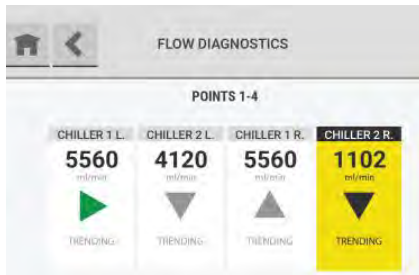 FLOW DIAGNOSTICS
POINTS 1-4
CHILLER 1 L. CHILLER 2 L. CHILLER 1 R. CHILLER 2 R.
5560 4120 5560 1102
ml/min ml/min ml/min ml/min
TRENDING TRENDING TRENDING TRENDING